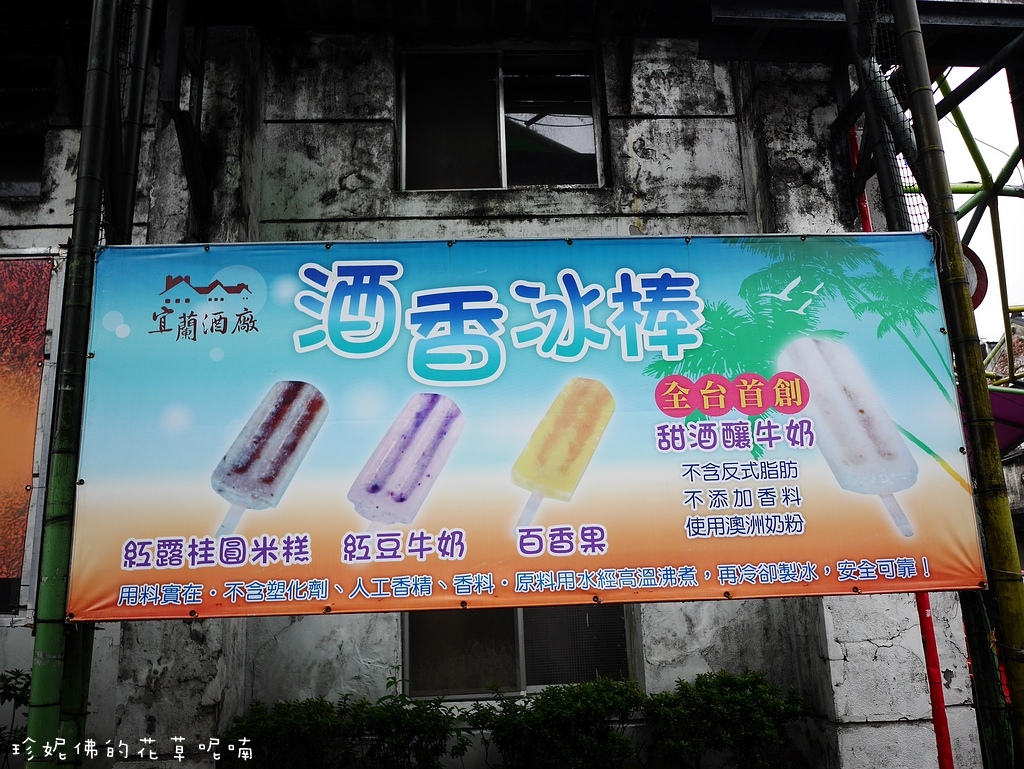 宜蘭酒廠
酒香冰棒
全台首創
甜酒釀牛奶
不含反式脂肪
不添加香料
使用澳洲奶粉
紅露桂圓米糕
紅豆牛奶
百香果
用料實在・不含塑化劑、人工香精、香料・原料用水經高溫沸煮，再冷卻製冰，安全可靠！
珍妮佛的花草呢喃